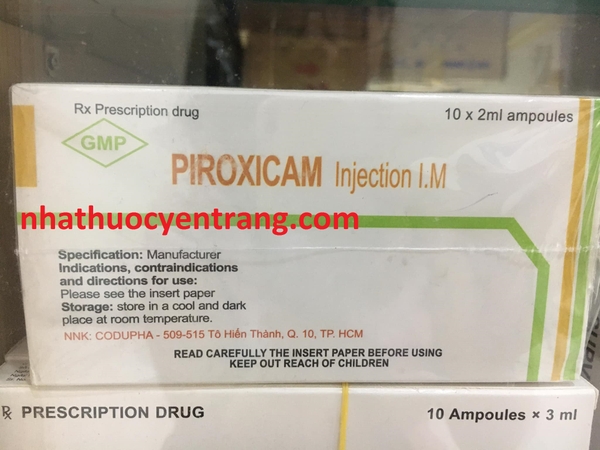 Rx Prescription drug
10 x 2ml ampoules
GMP
PIROXICAM Injection I.M
nhathuocyentrang.com
Specification: Manufacturer
Indications, contraindications
and directions for use:
Please see the insert paper
Storage: store in a cool and dark
place at room temperature.
NNK: CODUPHA - 509-515 Tô Hiến Thành, Q. 10, TP. HCM
READ CAREFULLY THE INSERT PAPER BEFORE USING
KEEP OUT REACH OF CHILDREN
Rx PRESCRIPTION DRUG
10 Ampoules × 3 ml